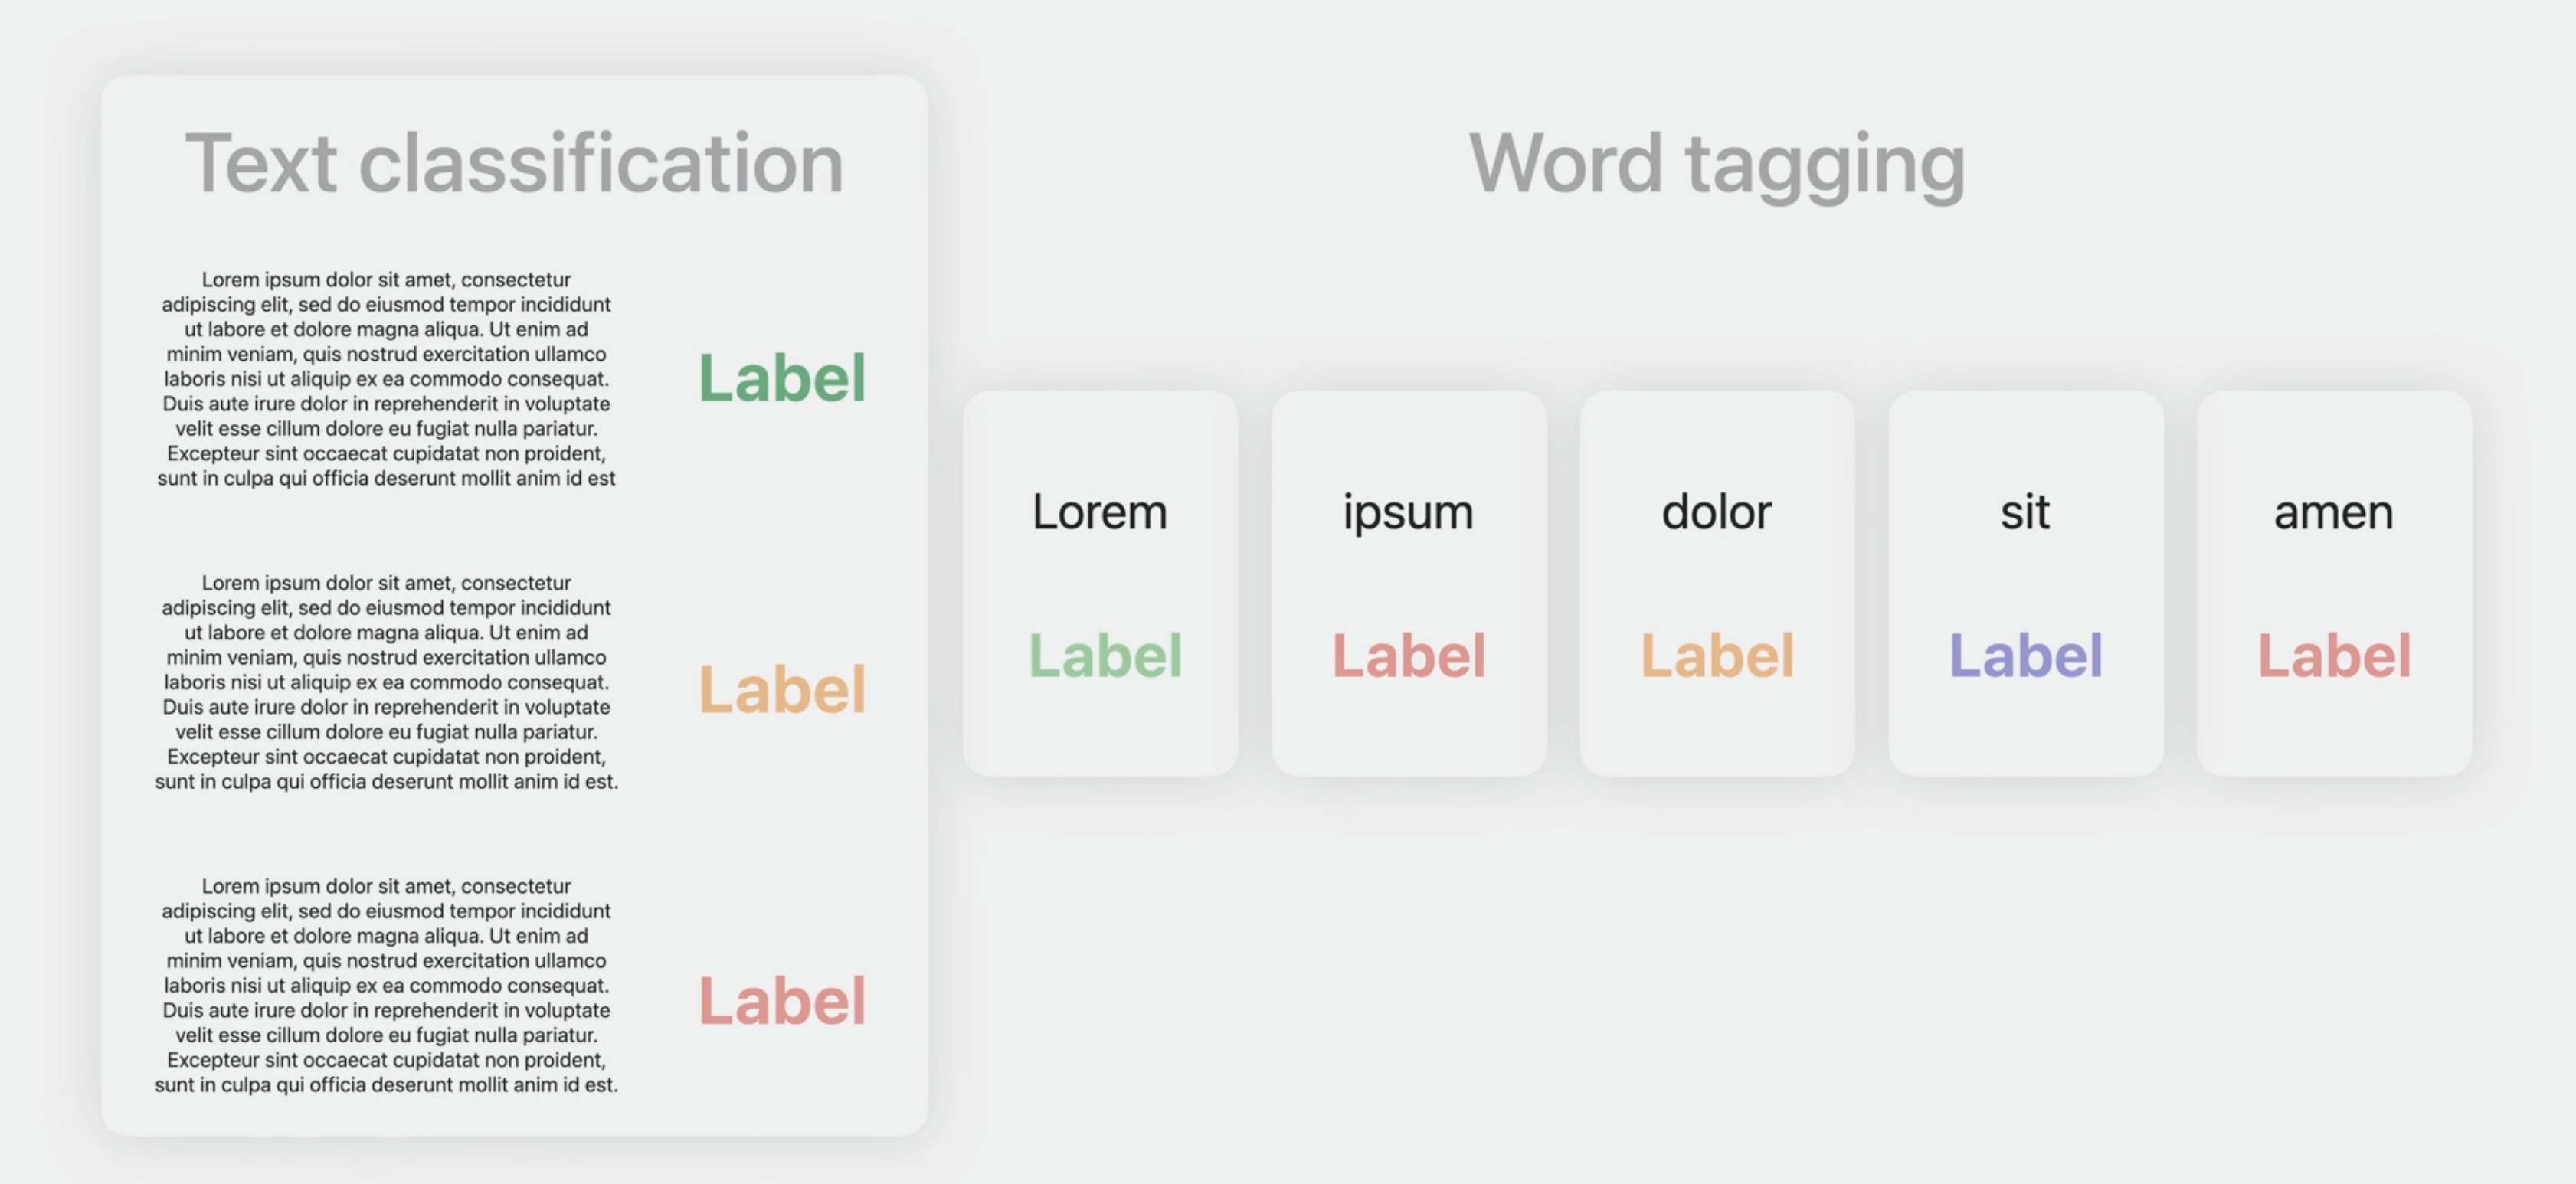 Text classification
Lorem ipsum dolor sit amet, consectetur
adipiscing elit, sed do eiusmod tempor incididunt
ut labore et dolore magna aliqua. Ut enim ad
minim veniam, quis nostrud exercitation ullamco
laboris nisi ut aliquip ex ea commodo consequat.
Duis aute irure dolor in reprehenderit in voluptate
velit esse cillum dolore eu fugiat nulla pariatur.
Excepteur sint occaecat cupidatat non proident,
sunt in culpa qui officia deserunt mollit anim id est
Label
Lorem ipsum dolor sit amet, consectetur
adipiscing elit, sed do eiusmod tempor incididunt
ut labore et dolore magna aliqua. Ut enim ad
minim veniam, quis nostrud exercitation ullamco
laboris nisi ut aliquip ex ea commodo consequat.
Duis aute irure dolor in reprehenderit in voluptate
velit esse cillum dolore eu fugiat nulla pariatur.
Excepteur sint occaecat cupidatat non proident,
sunt in culpa qui officia deserunt mollit anim id est.
Label
Lorem ipsum dolor sit amet, consectetur
adipiscing elit, sed do eiusmod tempor incididunt
ut labore et dolore magna aliqua. Ut enim ad
minim veniam, quis nostrud exercitation ullamco
laboris nisi ut aliquip ex ea commodo consequat.
Duis aute irure dolor in reprehenderit in voluptate
velit esse cillum dolore eu fugiat nulla pariatur.
Excepteur sint occaecat cupidatat non proident,
sunt in culpa qui officia deserunt mollit anim id est.
Label
Word tagging
Lorem
Label
ipsum
Label
dolor
Label
sit
Label
amen
Label